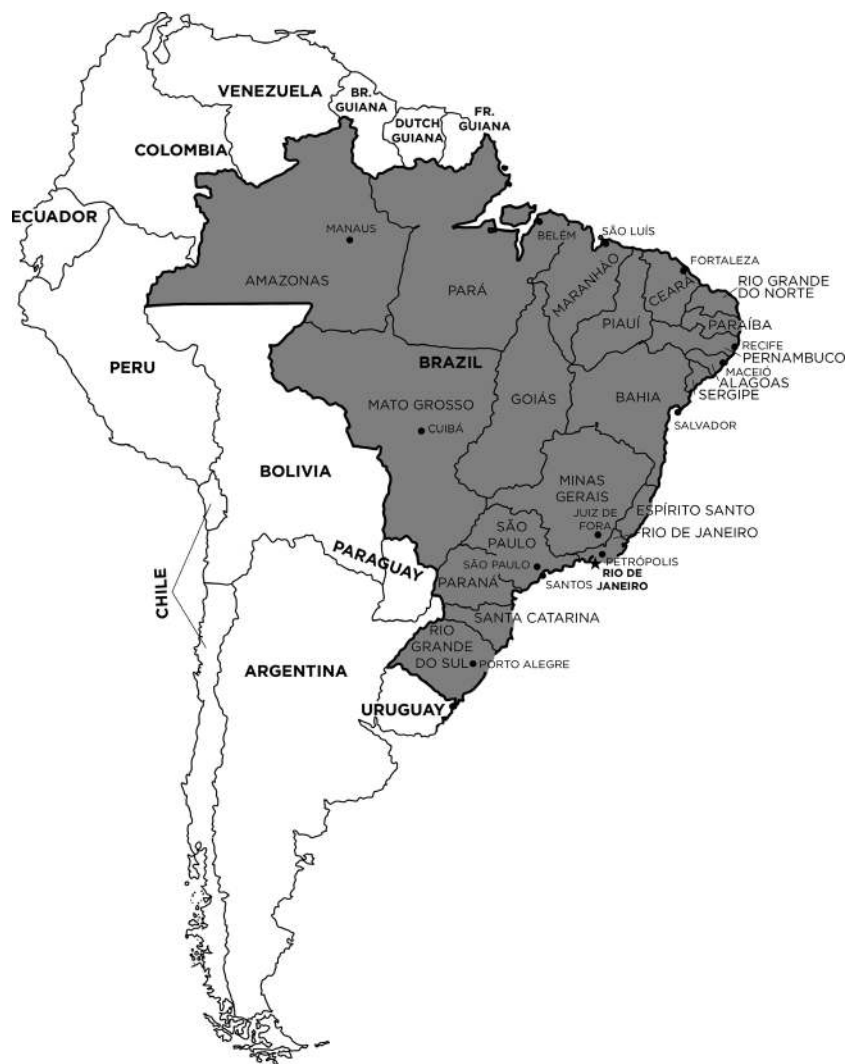 VENEZUELA
BR.
GUIANA
DUTCH
GUIANA
FR.
GUIANA
COLOMBIA
ECUADOR
MANAUS
BELÉM
SÃO LUÍS
FORTALEZA
AMAZONAS
PARÁ
MARANHÃO
CEARÁ
RIO GRANDE
DO NORTE
PIAUÍ
PARAÍBA
RECIFE
PERNAMBUCO
MACEIÓ
ALAGOAS
SERGIPE
PERU
BRAZIL
MATO GROSSO
GOIÁS
BAHIA
SALVADOR
CUIBÁ
BOLIVIA
MINAS
GERAIS
ESPÍRITO SANTO
JUIZ DE
FORA
RIO DE JANEIRO
SÃO
PAULO
PETRÓPOLIS
SÃO PAULO
RIO DE
JANEIRO
SANTOS
PARAGUAY
PARANÁ
CHILE
SANTA CATARINA
RIO
GRANDE
DO SUL
PORTO ALEGRE
ARGENTINA
URUGUAY